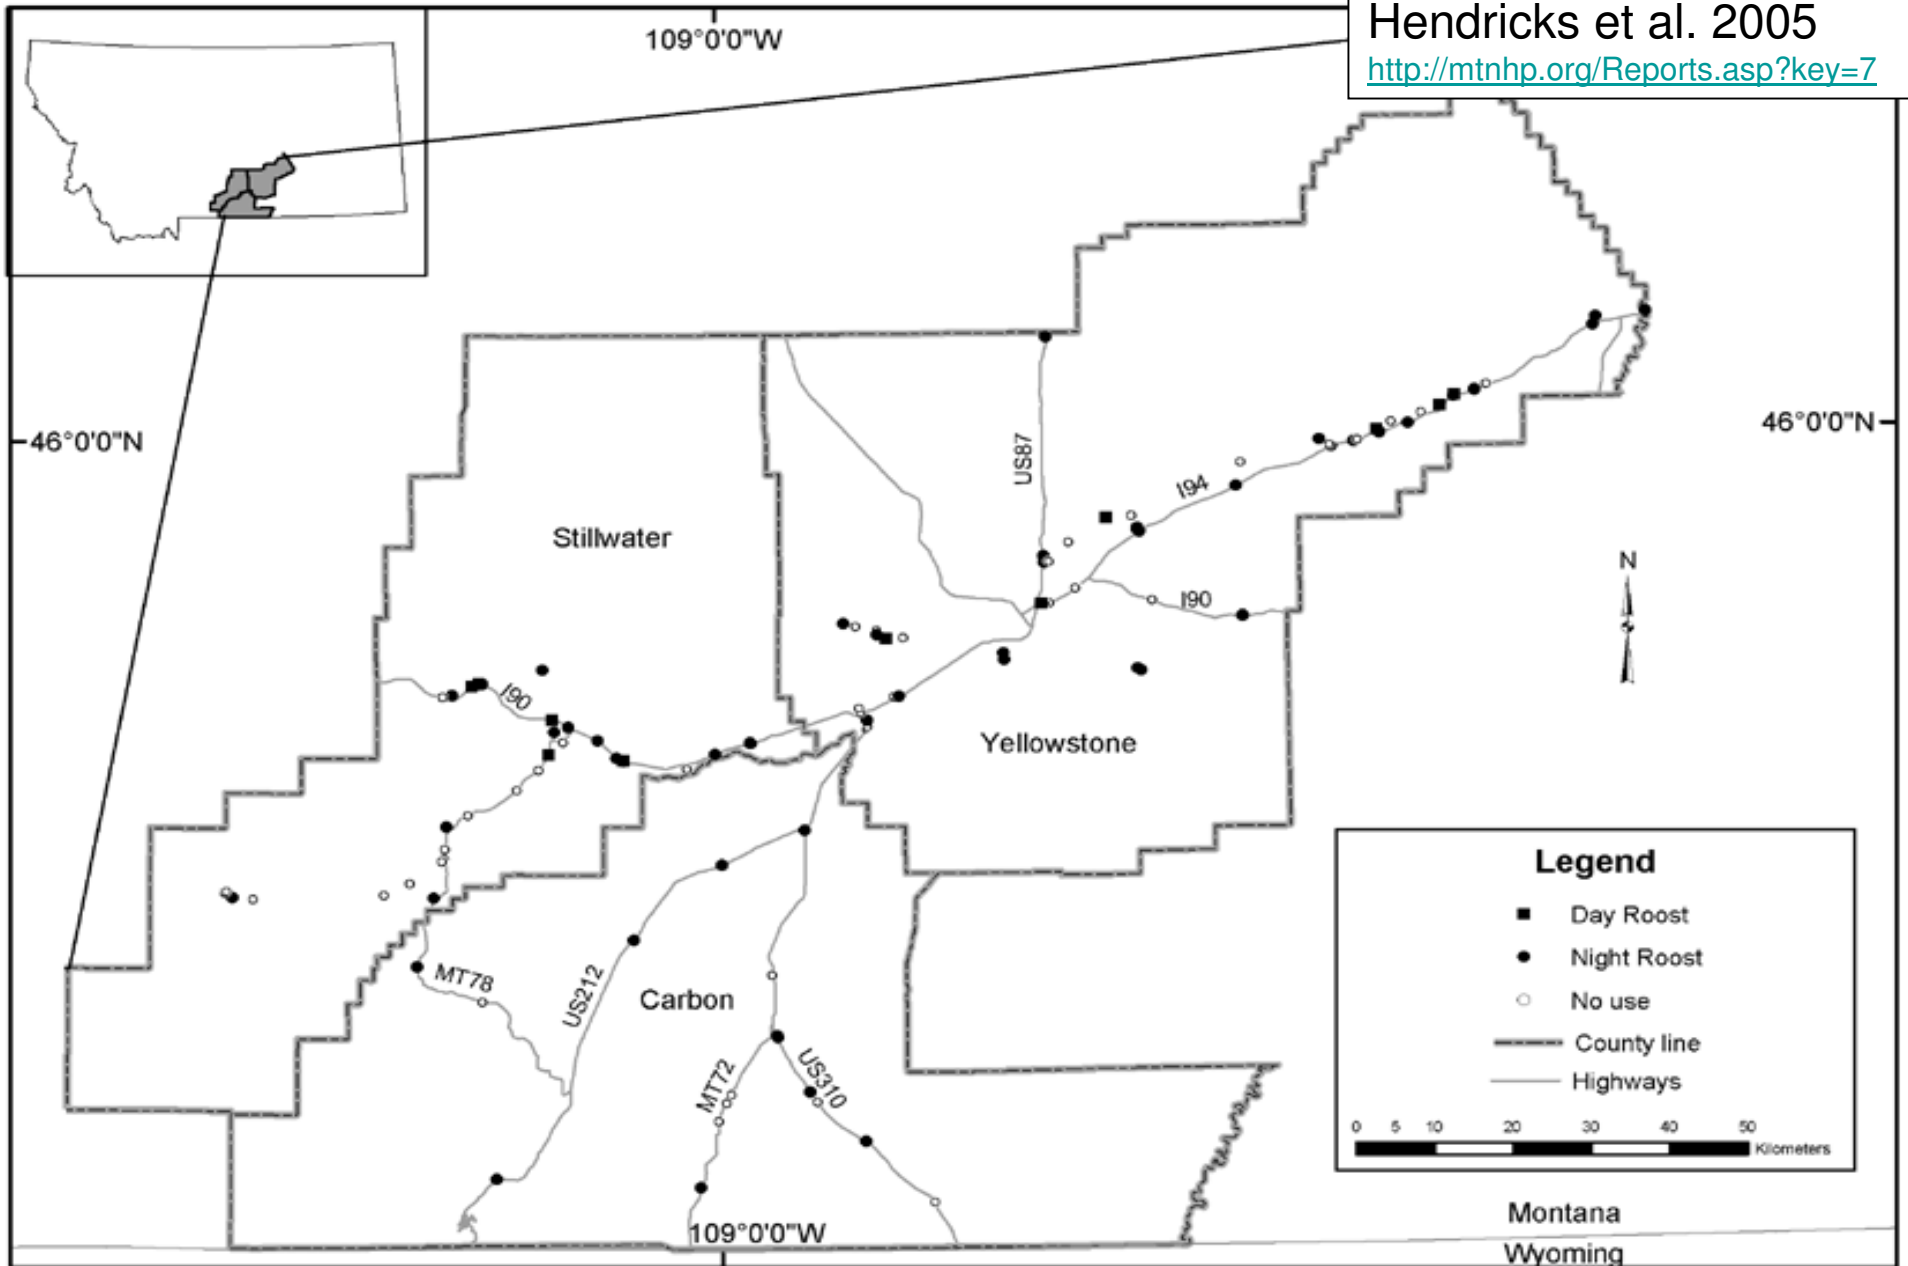 Hendricks et al. 2005
http://mtnhp.org/Reports.asp?key=7
109°0'0"W
46°0'0"N
46°0'0"N
US87
I94
Stillwater
I90
I90
N
Yellowstone
MT78
US212
Carbon
MT72
US310
109°0'0"W
Legend
Day Roost
Night Roost
No use
County line
Highways
0 5 10 20 30 40 50
Kilometers
Montana
Wyoming